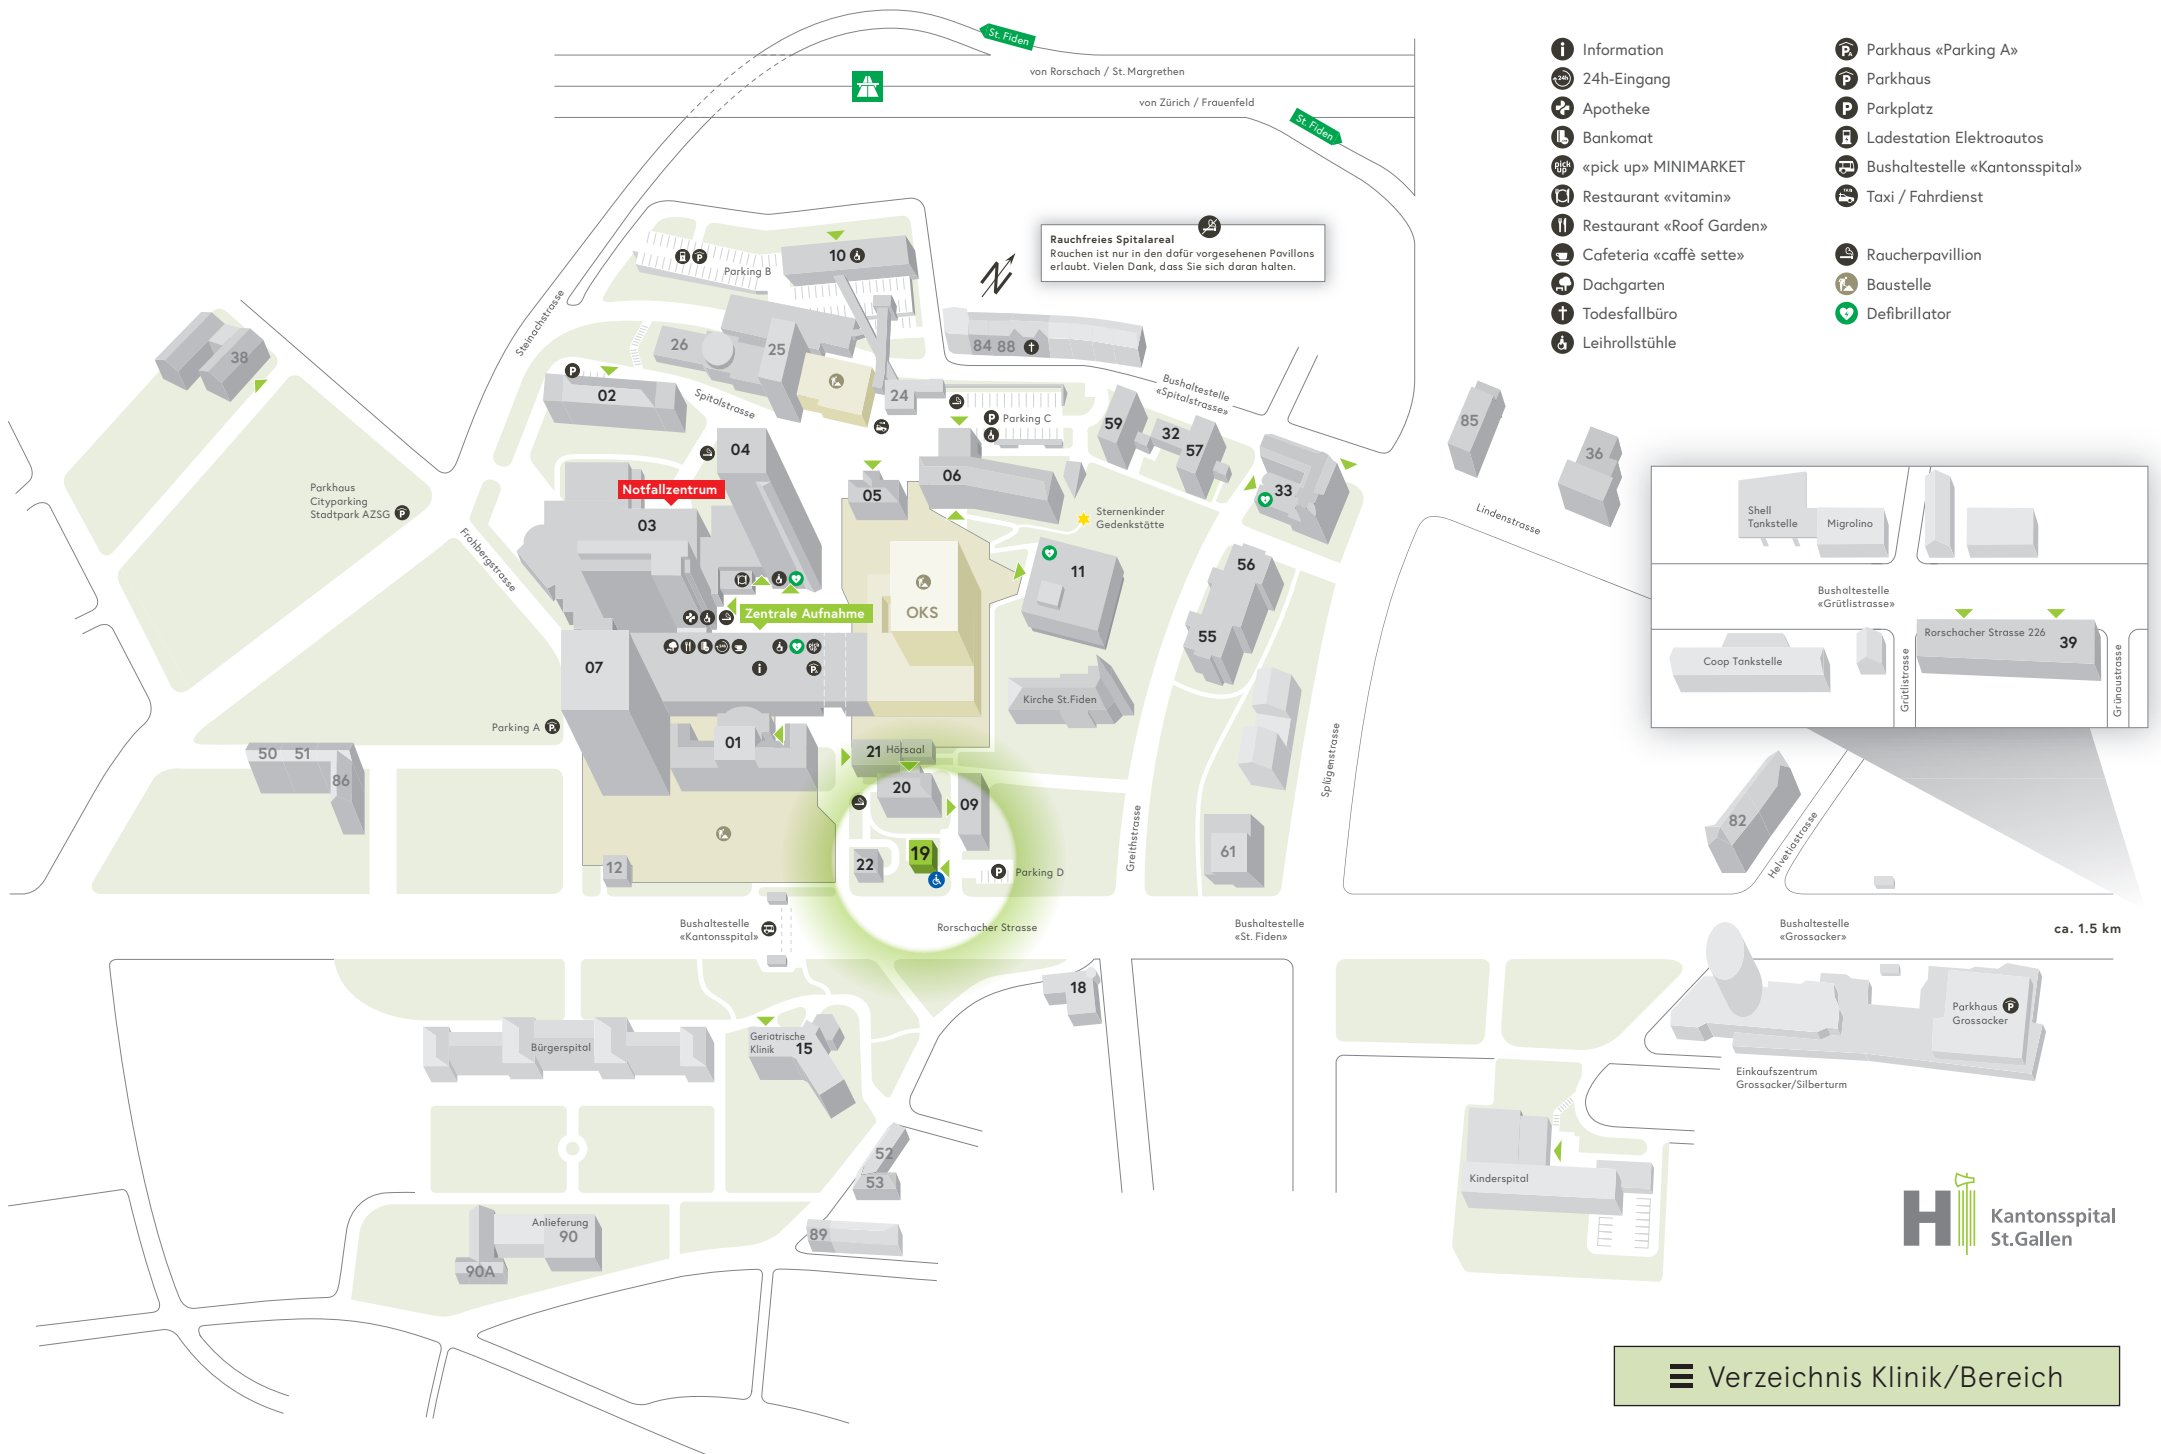 St. Fiden
von Rorschach / St. Margrethen
von Zürich / Frauenfeld
St. Fiden
Information
24h-Eingang
Apotheke
Bankomat
«pick up» MINIMARKET
Restaurant «vitamin»
Restaurant «Roof Garden»
Cafeteria «caffè sette»
Dachgarten
Todesfallbüro
Leihrollstühle
Parkhaus «Parking A»
Parkhaus
Parkplatz
Ladestation Elektroautos
Bushaltestelle «Kantonsspital»
Taxi / Fahrdienst
Raucherpavillion
Baustelle
Defibrillator
Rauchfreies Spitalareal
Rauchen ist nur in den dafür vorgesehenen Pavillons
erlaubt. Vielen Dank, dass Sie sich daran halten.
N
10
Parking B
Steinachstrasse
38
26
25
84 88
02
Spitalstrasse
24
Bushaltestelle
«Spitalstrasse»
Parking C
59
32
57
85
36
04
06
05
33
Notfallzentrum
03
Parkhaus
Cityparking
Stadtpark AZSG
Frohbergstrasse
Sternenkinder
Gedenkstätte
Lindenstrasse
Shell
Tankstelle
Migrolino
11
56
55
OKS
Zentrale Aufnahme
Bushaltestelle
«Grütlistrasse»
Rorschacher Strasse 226
39
Coop Tankstelle
Grütlistrasse
Grünaustrasse
07
Kirche St.Fiden
Parking A
01
21 Hörsaal
50 51
86
20
09
Splügenstrasse
Greithstrasse
82
Helvetiastrasse
12
22
19
Parking D
61
Bushaltestelle
«Kantonsspital»
Rorschacher Strasse
Bushaltestelle
«St. Fiden»
Bushaltestelle
«Grossacker»
ca. 1.5 km
18
Parkhaus
Grossacker
Bürgerspital
Geriatrische
Klinik
15
Einkaufszentrum
Grossacker/Silberturm
52
53
Kinderspital
Anlieferung
90
89
90A
H
Kantonsspital
St.Gallen
Verzeichnis Klinik/Bereich